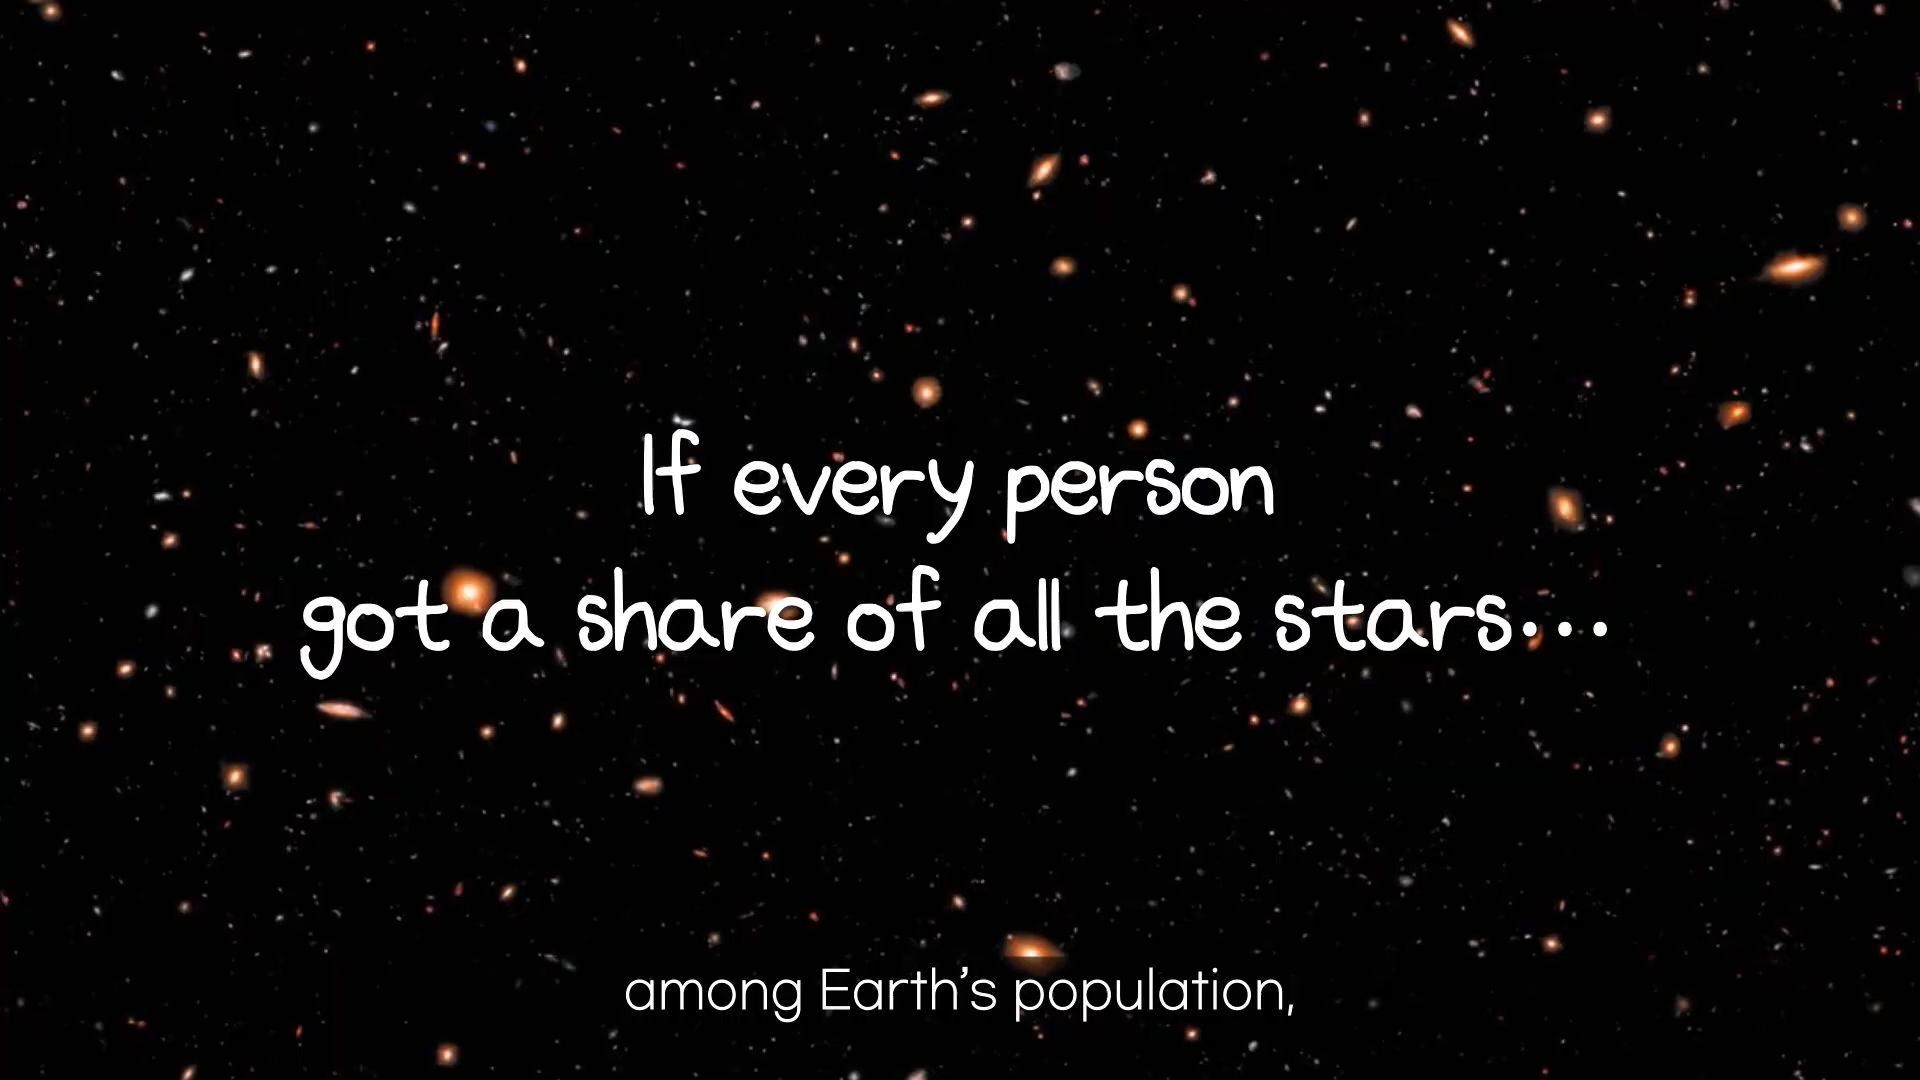 If every person
got a share of all the stars...
among Earth's population,